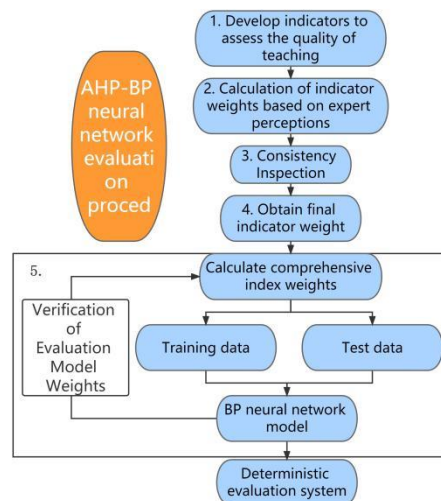 1. Develop indicators to
assess the quality of
teaching
AHP-BP
neural
network
evaluati
on
proced
2. Calculation of indicator
weights based on expert
perceptions
3. Consistency
Inspection
4. Obtain final
indicator weight
5.
Calculate comprehensive
index weights
Verification
of
Evaluation
Model
Weights
Training data
Test data
BP neural network
model
Deterministic
evaluation system